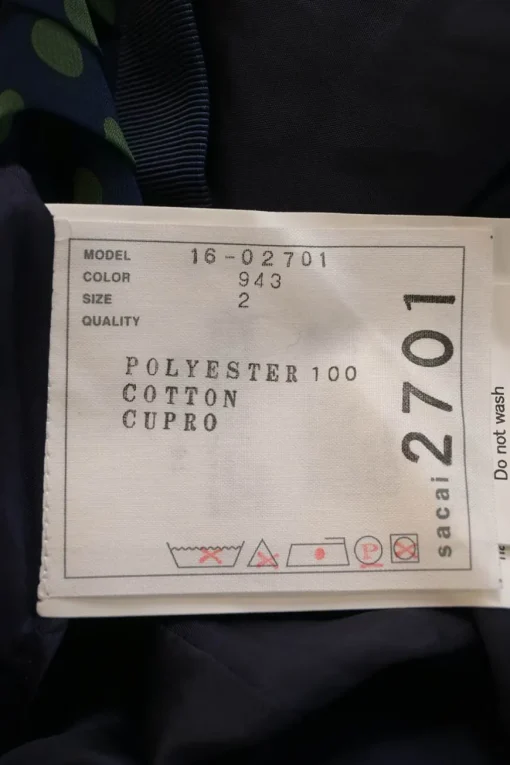 MODEL 16-02701
COLOR 943
SIZE 2
QUALITY
POLYESTER 100
COTTON
CUPRO
P
sacai 2701
Do not wash